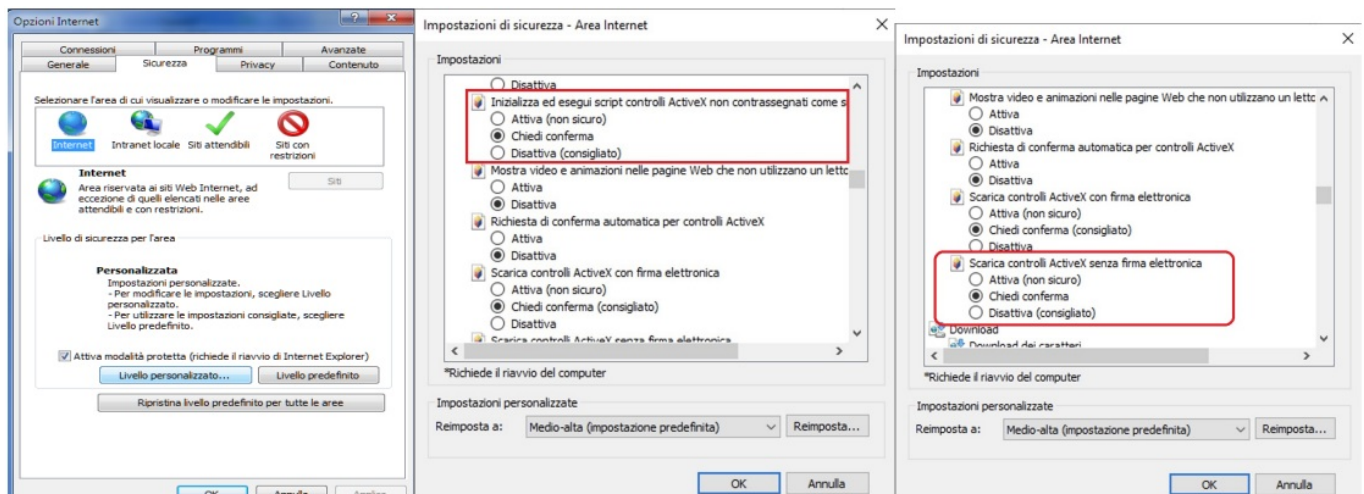 Opzioni Internet
Connessioni Programmi Avanzate
Generale Sicurezza Privacy Contenuto
Selezionare l'area di cui visualizzare o modificare le impostazioni.
Internet Intranet locale Siti attendibili Siti con
restrizioni
Internet
Area riservata ai siti Web Internet, ad
eccezione di quelli elencati nelle aree
attendibili e con restrizioni.
Siti
Livello di sicurezza per l'area
Personalizzata
Impostazioni personalizzate.
- Per modificare le impostazioni, scegliere Livello
personalizzato.
- Per utilizzare le impostazioni consigliate, scegliere
Livello predefinito.
Attiva modalità protetta (richiede il riavvio di Internet Explorer)
Livello personalizzato... Livello predefinito
Ripristina livello predefinito per tutte le aree
OK Annulla Applica
Impostazioni di sicurezza - Area Internet
Impostazioni
Disattiva
Inizializza ed esegui script controlli ActiveX non contrassegnati come s
Attiva (non sicuro)
Chiedi conferma
Disattiva (consigliato)
Mostra video e animazioni nelle pagine Web che non utilizzano un letto
Attiva
Disattiva
Richiesta di conferma automatica per controlli ActiveX
Attiva
Disattiva
Scarica controlli ActiveX con firma elettronica
Attiva (non sicuro)
Chiedi conferma (consigliato)
Disattiva
Scarica controlli ActiveX senza firma elettronica
*Richiede il riavvio del computer
Impostazioni personalizzate
Reimposta a: Medio-alta (impostazione predefinita) Reimposta...
OK Annulla
Impostazioni di sicurezza - Area Internet
Impostazioni
Mostra video e animazioni nelle pagine Web che non utilizzano un letto
Attiva
Disattiva
Richiesta di conferma automatica per controlli ActiveX
Attiva
Disattiva
Scarica controlli ActiveX con firma elettronica
Attiva (non sicuro)
Chiedi conferma (consigliato)
Disattiva
Scarica controlli ActiveX senza firma elettronica
Attiva (non sicuro)
Chiedi conferma
Disattiva (consigliato)
Download
Download dei caratteri
*Richiede il riavvio del computer
Impostazioni personalizzate
Reimposta a: Medio-alta (impostazione predefinita) Reimposta...
OK Annulla